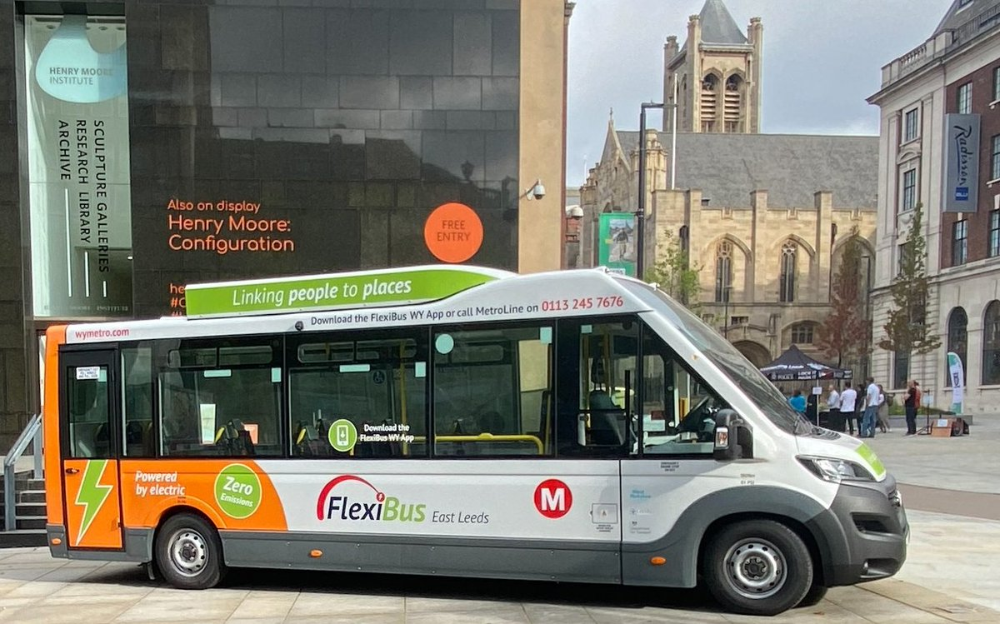 HENRY MOORE
INSTITUTE
SCULPTURE GALLERIES
RESEARCH LIBRARY
ARCHIVE
Also on display
Henry Moore:
Configuration
FREE
ENTRY
Radisson
BLU
Linking people to places
Download the FlexiBus WY App or call MetroLine on 0113 245 7676
wymetro.com
Download the
FlexiBus WY App
Powered
by electric
Zero
Emissions
FlexiBus East Leeds
M